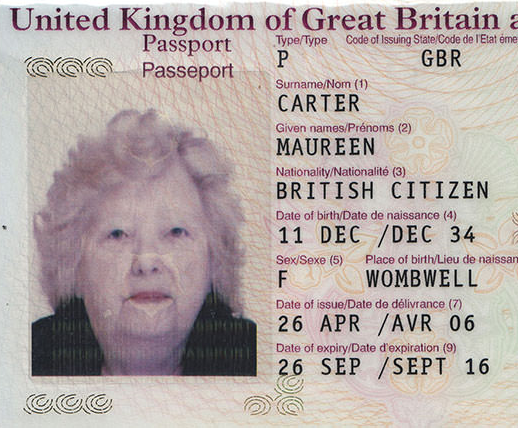 United Kingdom of Great Britain a
Passport
Passeport
Type/Type Code of Issuing State/Code de l'Etat éme
P GBR
Surname/Nom (1)
CARTER
Given names/Prénoms (2)
MAUREEN
Nationality/Nationalité (3)
BRITISH CITIZEN
Date of birth/Date de naissance (4)
11 DEC /DEC 34
Sex/Sexe (5) Place of birth/Lieu de naissan
F WOMBWELL
Date of issue/Date de délivrance (7)
26 APR /AVR 06
Date of expiry/Date d'expiration (9)
26 SEP /SEPT 16